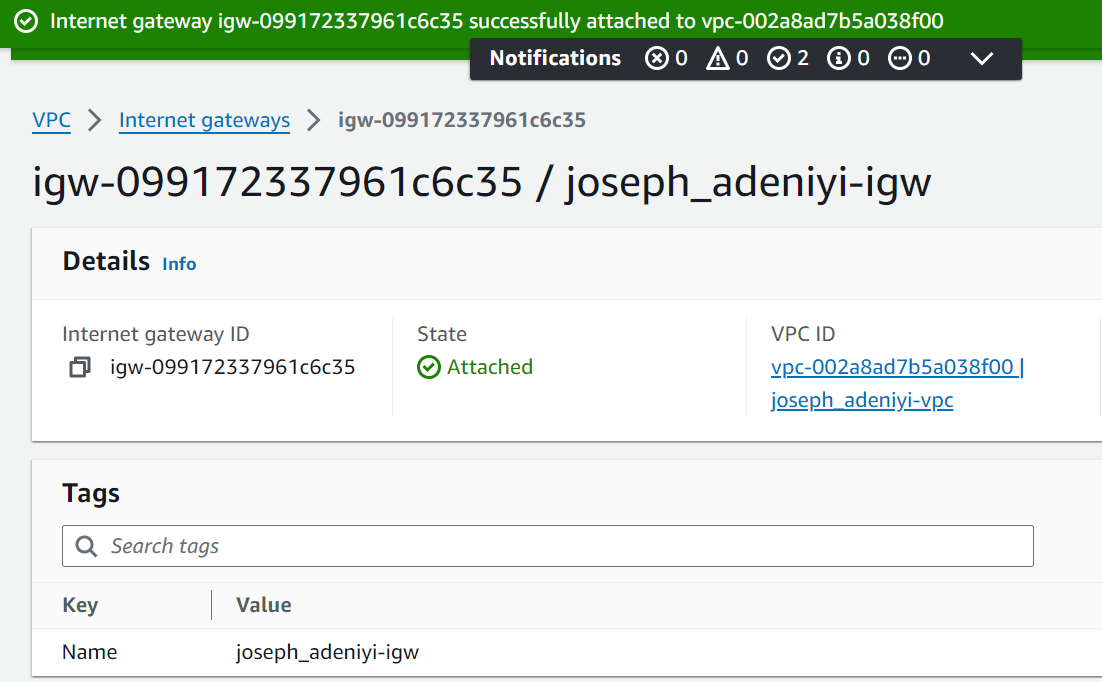 Internet gateway igw-099172337961c6c35 successfully attached to vpc-002a8ad7b5a038f00
Notifications 0 0 2 0 0
VPC Internet gateways igw-099172337961c6c35
igw-099172337961c6c35 / joseph_adeniyi-igw
Details Info
Internet gateway ID
igw-099172337961c6c35
State
Attached
VPC ID
vpc-002a8ad7b5a038f00 |
joseph_adeniyi-vpc
Tags
Search tags
Key Value
Name joseph_adeniyi-igw